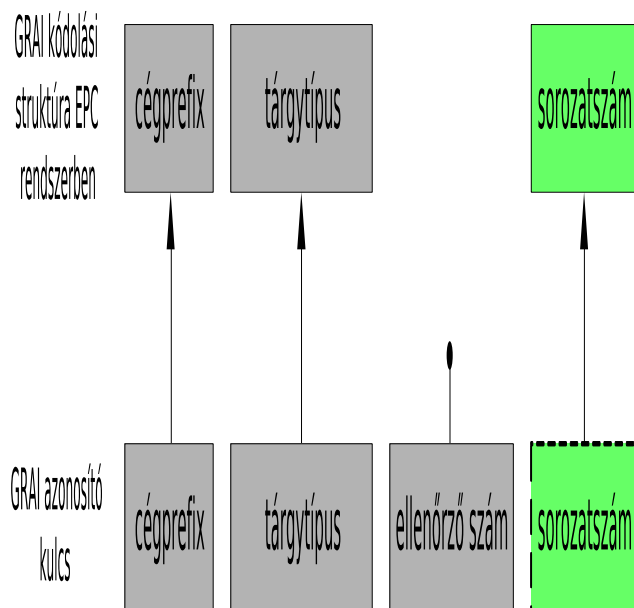 GRAI kódolási
struktúra EPC
rendszerben
cégprefix
tárgytípus
sorozatszám
GRAI azonosító
kulcs
cégprefix
tárgytípus
ellenőrző szám
sorozatszám